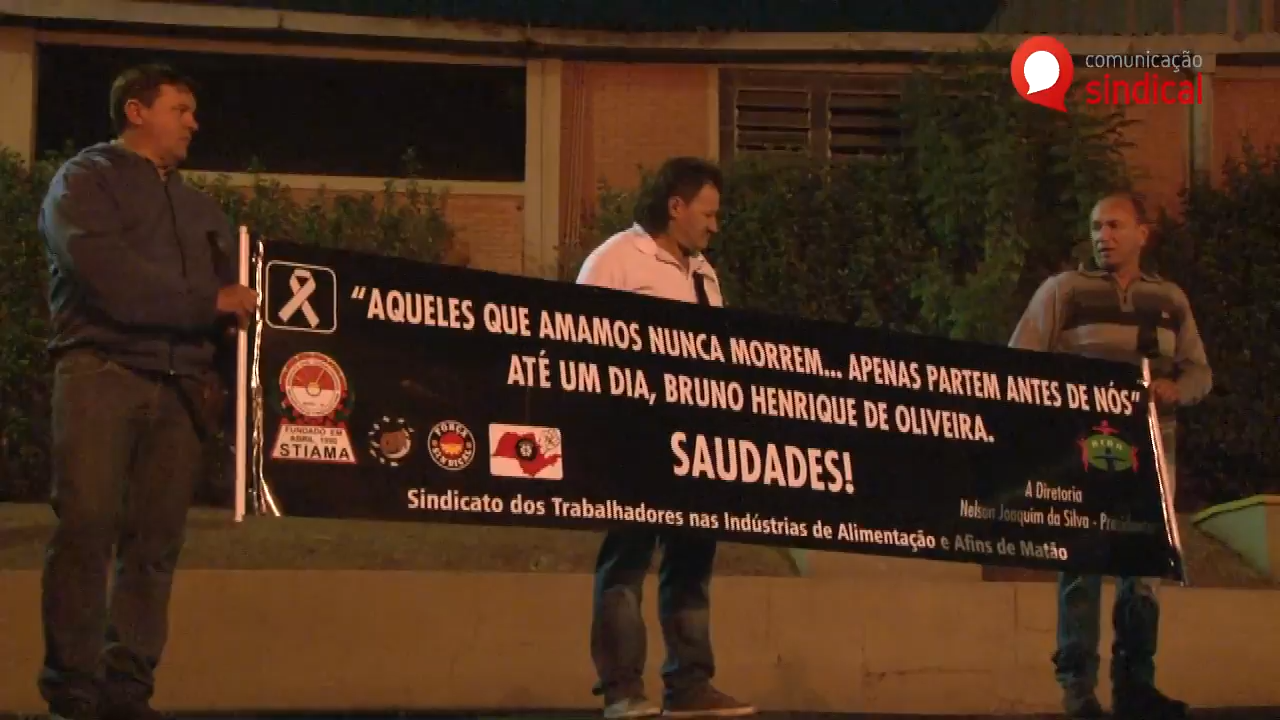 comunicação
sindical
“AQUELES QUE AMAMOS NUNCA MORREM... APENAS PARTEM ANTES DE NÓS”
ATÉ UM DIA, BRUNO HENRIQUE DE OLIVEIRA.
SAUDADES!
FUNDADO EM
STIAMA
FORÇA
SINDICAL
A Diretoria
Nelson Joaquim da Silva -
Sindicato dos Trabalhadores nas Indústrias de Alimentação e Afins de Matão